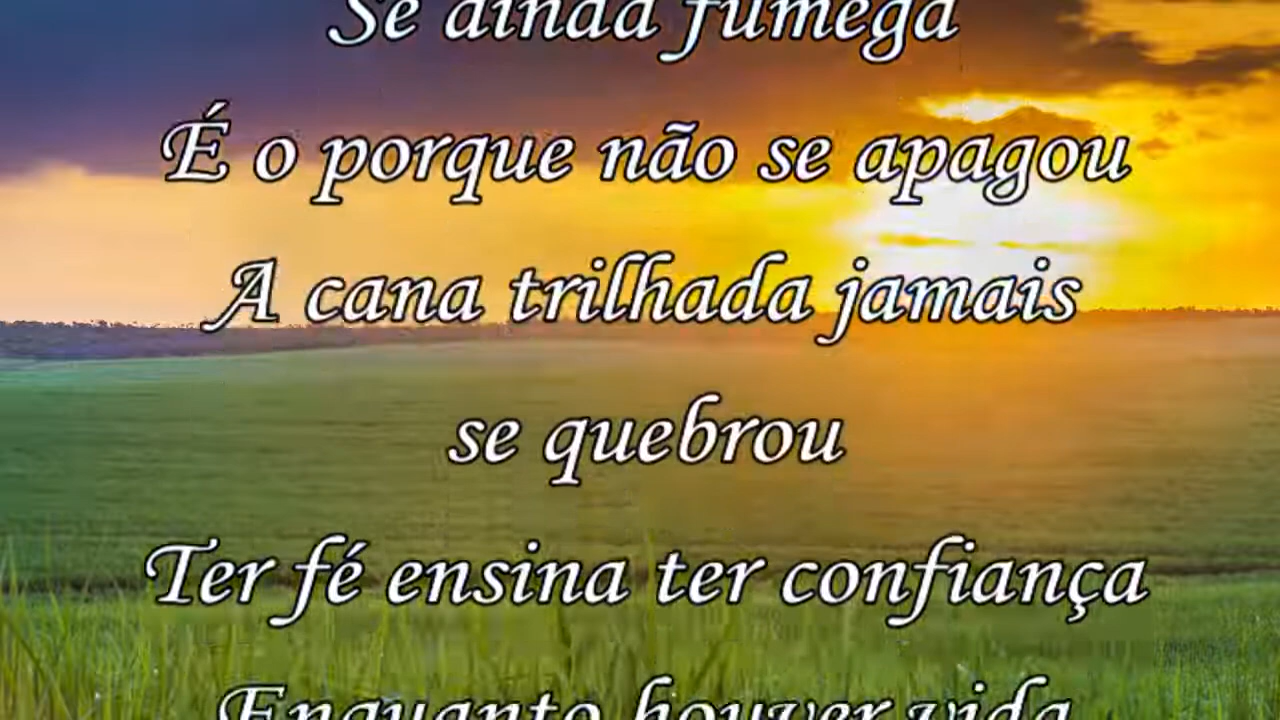 Se ainda fumega
É o porque não se apagou
A cana trilhada jamais
se quebrou
Ter fé ensina ter confiança
Enquanto houver vida